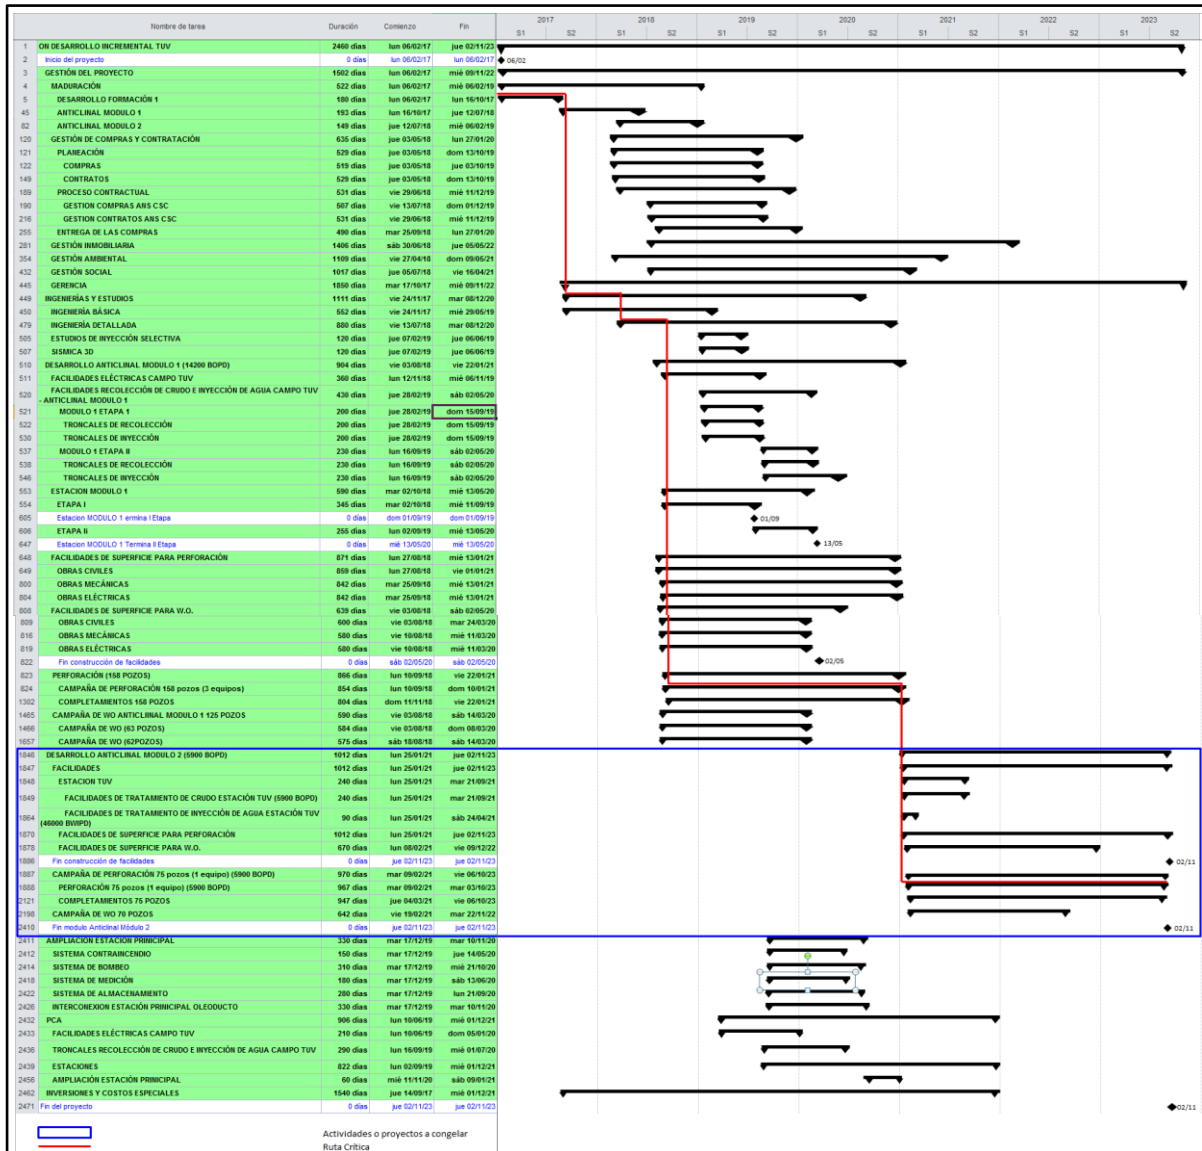 Nombre de tarea Duración Comienzo Fin 2017 2018 2019 2020 2021 2022 2023
S1 S2 S1 S2 S1 S2 S1 S2 S1 S2 S1 S2 S1 S2
1 ON DESARROLLO INCREMENTAL TUV 2460 días lun 06/02/17 jue 02/11/23
2 Inicio del proyecto 0 días lun 06/02/17 lun 06/02/17 06/02
3 GESTIÓN DEL PROYECTO 1502 días lun 06/02/17 mié 09/11/22
4 MADURACIÓN 522 días lun 06/02/17 mié 06/02/19
5 DESARROLLO FORMACIÓN 1 180 días lun 06/02/17 lun 16/10/17
45 ANTICLINAL MODULO 1 193 días lun 16/10/17 jue 12/07/18
82 ANTICLINAL MODULO 2 149 días jue 12/07/18 mié 06/02/19
120 GESTIÓN DE COMPRAS Y CONTRATACIÓN 635 días jue 03/05/18 lun 27/01/20
121 PLANEACIÓN 529 días jue 03/05/18 dom 13/10/19
122 COMPRAS 519 días jue 03/05/18 jue 03/10/19
149 CONTRATOS 529 días jue 03/05/18 dom 13/10/19
189 PROCESO CONTRACTUAL 531 días vie 29/06/18 mié 11/12/19
190 GESTION COMPRAS ANS CSC 507 días vie 13/07/18 dom 01/12/19
216 GESTION CONTRATOS ANS CSC 531 días vie 29/06/18 mié 11/12/19
255 ENTREGA DE LAS COMPRAS 490 días mar 25/09/18 lun 27/01/20
281 GESTIÓN INMOBILIARIA 1406 días sáb 30/06/18 jue 05/05/22
354 GESTIÓN AMBIENTAL 1109 días vie 27/04/18 dom 09/05/21
432 GESTIÓN SOCIAL 1017 días jue 05/07/18 vie 16/04/21
445 GERENCIA 1850 días mar 17/10/17 mié 09/11/22
449 INGENIERÍAS Y ESTUDIOS 1111 días vie 24/11/17 mar 08/12/20
450 INGENIERÍA BÁSICA 552 días vie 24/11/17 mié 29/05/19
479 INGENIERÍA DETALLADA 880 días vie 13/07/18 mar 08/12/20
505 ESTUDIOS DE INYECCIÓN SELECTIVA 120 días jue 07/02/19 jue 06/06/19
507 SISMICA 3D 120 días jue 07/02/19 jue 06/06/19
510 DESARROLLO ANTICLINAL MODULO 1 (14200 BOPD) 904 días vie 03/08/18 vie 22/01/21
511 FACILIDADES ELÉCTRICAS CAMPO TUV 360 días lun 12/11/18 mié 06/11/19
520 FACILIDADES RECOLECCIÓN DE CRUDO E INYECCIÓN DE AGUA CAMPO TUV 430 días jue 28/02/19 sáb 02/05/20
- ANTICLINAL MODULO 1
521 MODULO 1 ETAPA 1 200 días jue 28/02/19 dom 15/09/19
522 TRONCALES DE RECOLECCIÓN 200 días jue 28/02/19 dom 15/09/19
530 TRONCALES DE INYECCIÓN 200 días jue 28/02/19 dom 15/09/19
537 MODULO 1 ETAPA II 230 días lun 16/09/19 sáb 02/05/20
538 TRONCALES DE RECOLECCIÓN 230 días lun 16/09/19 sáb 02/05/20
546 TRONCALES DE INYECCIÓN 230 días lun 16/09/19 sáb 02/05/20
553 ESTACION MODULO 1 590 días mar 02/10/18 mié 13/05/20
554 ETAPA I 345 días mar 02/10/18 mié 11/09/19
605 Estacion MODULO 1 ermina I Etapa 0 días dom 01/09/19 dom 01/09/19 01/09
606 ETAPA Ii 255 días lun 02/09/19 mié 13/05/20
647 Estacion MODULO 1 Termina II Etapa 0 días mié 13/05/20 mié 13/05/20 13/05
648 FACILIDADES DE SUPERFICIE PARA PERFORACIÓN 871 días lun 27/08/18 mié 13/01/21
649 OBRAS CIVILES 859 días lun 27/08/18 vie 01/01/21
800 OBRAS MECÁNICAS 842 días mar 25/09/18 mié 13/01/21
804 OBRAS ELÉCTRICAS 842 días mar 25/09/18 mié 13/01/21
808 FACILIDADES DE SUPERFICIE PARA W.O. 639 días vie 03/08/18 sáb 02/05/20
809 OBRAS CIVILES 600 días vie 03/08/18 mar 24/03/20
816 OBRAS MECÁNICAS 580 días vie 10/08/18 mié 11/03/20
819 OBRAS ELÉCTRICAS 580 días vie 10/08/18 mié 11/03/20
822 Fin construcción de facilidades 0 días sáb 02/05/20 sáb 02/05/20 02/05
823 PERFORACIÓN (158 POZOS) 866 días lun 10/09/18 vie 22/01/21
824 CAMPAÑA DE PERFORACIÓN 158 pozos (3 equipos) 854 días lun 10/09/18 dom 10/01/21
1302 COMPLETAMIENTOS 158 POZOS 804 días dom 11/11/18 vie 22/01/21
1465 CAMPAÑA DE WO ANTICLIINAL MODULO 1 125 POZOS 590 días vie 03/08/18 sáb 14/03/20
1466 CAMPAÑA DE WO (63 POZOS) 584 días vie 03/08/18 dom 08/03/20
1657 CAMPAÑA DE WO (62POZOS) 575 días sáb 18/08/18 sáb 14/03/20
1846 DESARROLLO ANTICLINAL MODULO 2 (5900 BOPD) 1012 días lun 25/01/21 jue 02/11/23
1847 FACILIDADES 1012 días lun 25/01/21 jue 02/11/23
1848 ESTACION TUV 240 días lun 25/01/21 mar 21/09/21
1849 FACILIDADES DE TRATAMIENTO DE CRUDO ESTACIÓN TUV (5900 BOPD) 240 días lun 25/01/21 mar 21/09/21
1864 FACILIDADES DE TRATAMIENTO DE INYECCIÓN DE AGUA ESTACIÓN TUV 90 días lun 25/01/21 sáb 24/04/21
(46000 BWIPD)
1870 FACILIDADES DE SUPERFICIE PARA PERFORACIÓN 1012 días lun 25/01/21 jue 02/11/23
1878 FACILIDADES DE SUPERFICIE PARA W.O. 670 días lun 08/02/21 vie 09/12/22
1886 Fin construcción de facilidades 0 días jue 02/11/23 jue 02/11/23 02/11
1887 CAMPAÑA DE PERFORACIÓN 75 pozos (1 equipo) (5900 BOPD) 970 días mar 09/02/21 vie 06/10/23
1888 PERFORACIÓN 75 pozos (1 equipo) (5900 BOPD) 967 días mar 09/02/21 mar 03/10/23
2121 COMPLETAMIENTOS 75 POZOS 947 días jue 04/03/21 vie 06/10/23
2198 CAMPAÑA DE WO 70 POZOS 642 días vie 19/02/21 mar 22/11/22
2410 Fin modulo Anticlinal Módulo 2 0 días jue 02/11/23 jue 02/11/23 02/11
2411 AMPLIACIÓN ESTACIÓN PRINICIPAL 330 días mar 17/12/19 mar 10/11/20
2412 SISTEMA CONTRAINCENDIO 150 días mar 17/12/19 jue 14/05/20
2414 SISTEMA DE BOMBEO 310 días mar 17/12/19 mié 21/10/20
2418 SISTEMA DE MEDICIÓN 180 días mar 17/12/19 sáb 13/06/20
2422 SISTEMA DE ALMACENAMIENTO 280 días mar 17/12/19 lun 21/09/20
2426 INTERCONEXION ESTACIÓN PRINICIPAL OLEODUCTO 330 días mar 17/12/19 mar 10/11/20
2432 PCA 906 días lun 10/06/19 mié 01/12/21
2433 FACILIDADES ELÉCTRICAS CAMPO TUV 210 días lun 10/06/19 dom 05/01/20
2436 TRONCALES RECOLECCIÓN DE CRUDO E INYECCIÓN DE AGUA CAMPO TUV 290 días lun 16/09/19 mié 01/07/20
2439 ESTACIONES 822 días lun 02/09/19 mié 01/12/21
2456 AMPLIACIÓN ESTACIÓN PRINICIPAL 60 días mié 11/11/20 sáb 09/01/21
2462 INVERSIONES Y COSTOS ESPECIALES 1540 días jue 14/09/17 mié 01/12/21
2471 Fin del proyecto 0 días jue 02/11/23 jue 02/11/23 02/11
Actividades o proyectos a congelar
Ruta Crítica